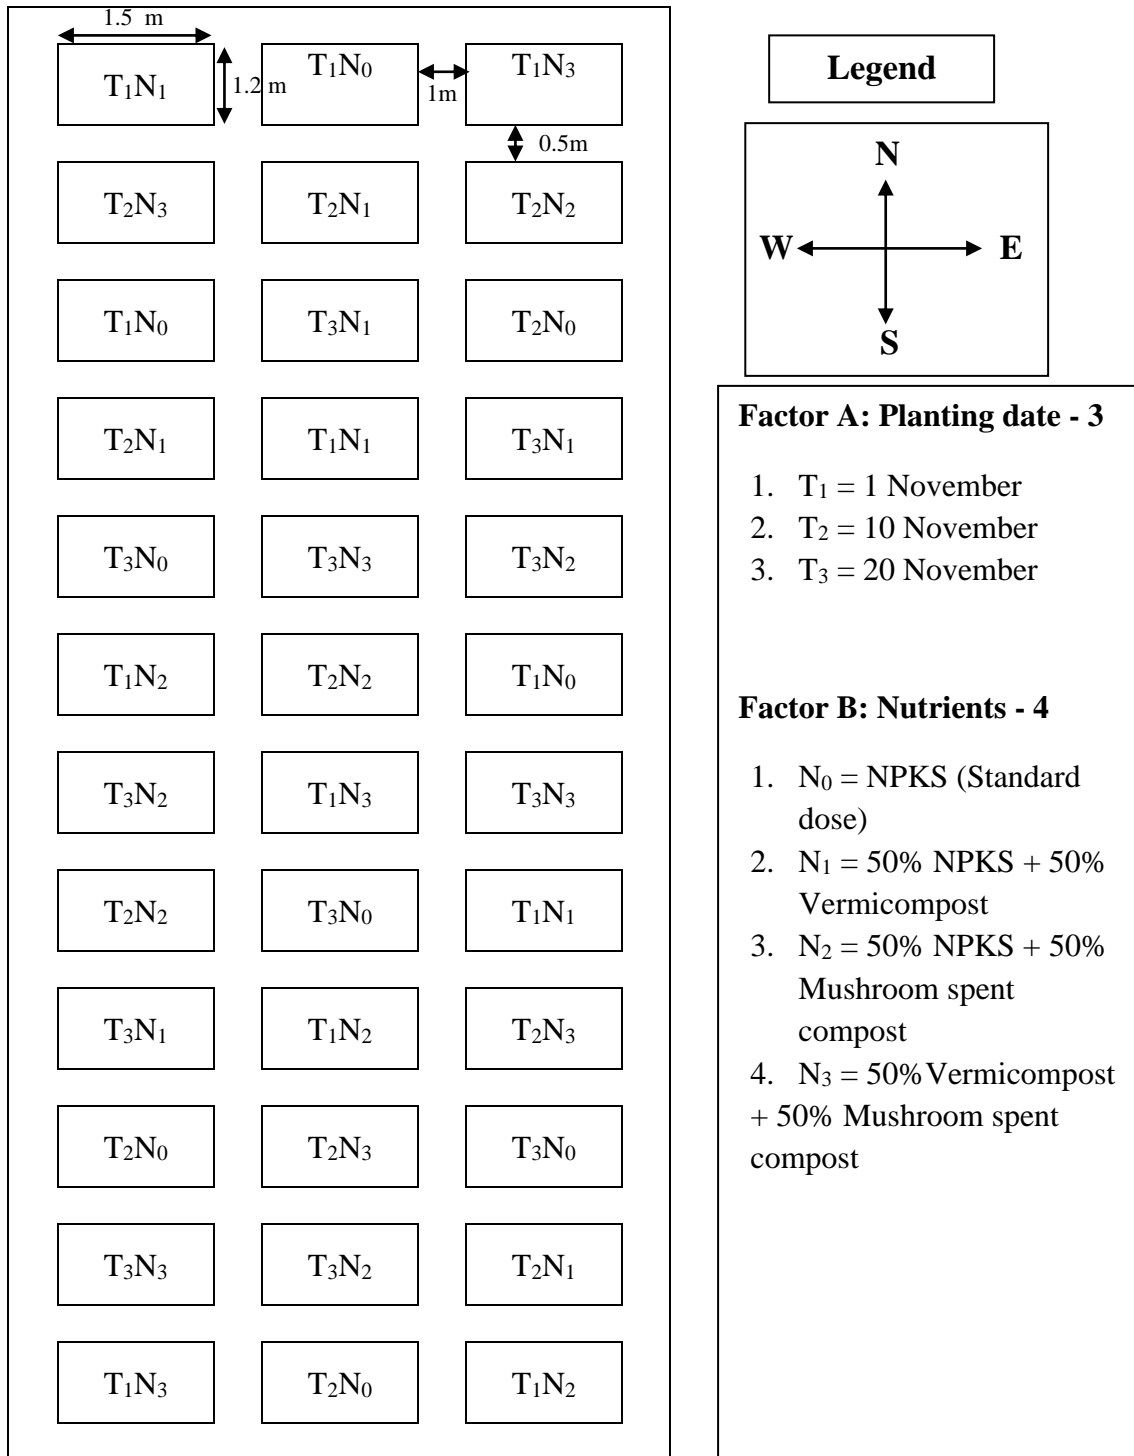 1.5 m
T₁N₁
1.2 m
T₁N₀
1m
T₁N₃
0.5m
T₂N₃
T₂N₁
T₂N₂
T₁N₀
T₃N₁
T₂N₀
T₂N₁
T₁N₁
T₃N₁
T₃N₀
T₃N₃
T₃N₂
T₁N₂
T₂N₂
T₁N₀
T₃N₂
T₁N₃
T₃N₃
T₂N₂
T₃N₀
T₁N₁
T₃N₁
T₁N₂
T₂N₃
T₂N₀
T₂N₃
T₃N₀
T₃N₃
T₃N₂
T₂N₁
T₁N₃
T₂N₀
T₁N₂
Legend
N
W
E
S
Factor A: Planting date - 3
1. T₁ = 1 November
2. T₂ = 10 November
3. T₃ = 20 November
Factor B: Nutrients - 4
1. N₀ = NPKS (Standard
dose)
2. N₁ = 50% NPKS + 50%
Vermicompost
3. N₂ = 50% NPKS + 50%
Mushroom spent
compost
4. N₃ = 50% Vermicompost
+ 50% Mushroom spent
compost